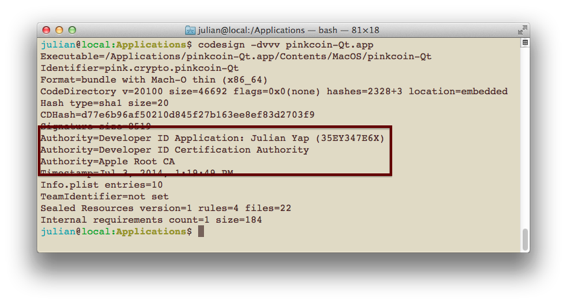 julian — bash — 81×18
julian@local:Applications$ codesign -dvvv pinkcoin-Qt.app
Executable=/Applications/pinkcoin-Qt.app/Contents/MacOS/pinkcoin-Qt
Identifier=pink.crypto.pinkcoin-Qt
Format=bundle with Mach-O thin (x86_64)
CodeDirectory v=20100 size=46692 flags=0x0(none) hashes=2328+3 location=embedded
Hash type=sha1 size=20
CDHash=d77e6b96af50210d845f27b163ee8ef83d2703f9
Signature size=8519
Authority=Developer ID Application: Julian Yap (35EY347E6X)
Authority=Developer ID Certification Authority
Authority=Apple Root CA
Timestamp=Jul 3, 2014, 1:19:49 PM
Info.plist entries=10
TeamIdentifier=not set
Sealed Resources version=1 rules=4 files=22
Internal requirements count=1 size=184
julian@local:Applications$